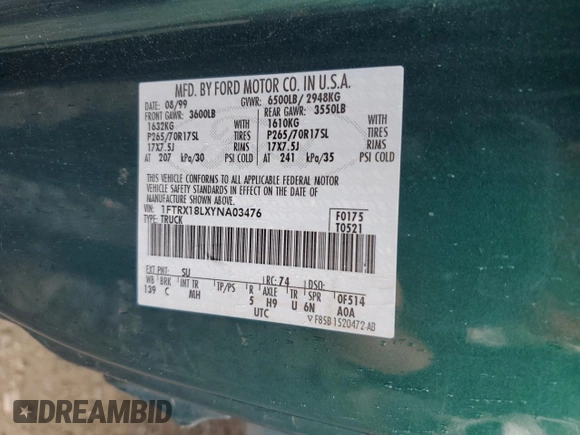 MFD. BY FORD MOTOR CO. IN U.S.A.
DATE: 08/99 GVWR: 6500LB/ 2948KG
FRONT GAWR: 3600LB REAR GAWR: 3550LB
1632KG 1610KG
P265/70R17SL TIRES P265/70R17SL TIRES
17X7.5J RIMS 17X7.5J RIMS
AT 207 kPa/30 PSI COLD AT 241 kPa/35 PSI COLD
THIS VEHICLE CONFORMS TO ALL APPLICABLE FEDERAL MOTOR
VEHICLE SAFETY STANDARDS IN EFFECT ON THE DATE OF
MANUFACTURE SHOWN ABOVE.
VIN: 1FTRX18LXYNA03476 F0175
TYPE: TRUCK T0521
EXT PNT: SU RC: 74 DSO:
WB BRK INT TR TP/PS R AXLE TR SPR 0F514
139 C MH 5 H9 U 6N A0A
UTC ▽F85B 1520472-AB
DREAMBID